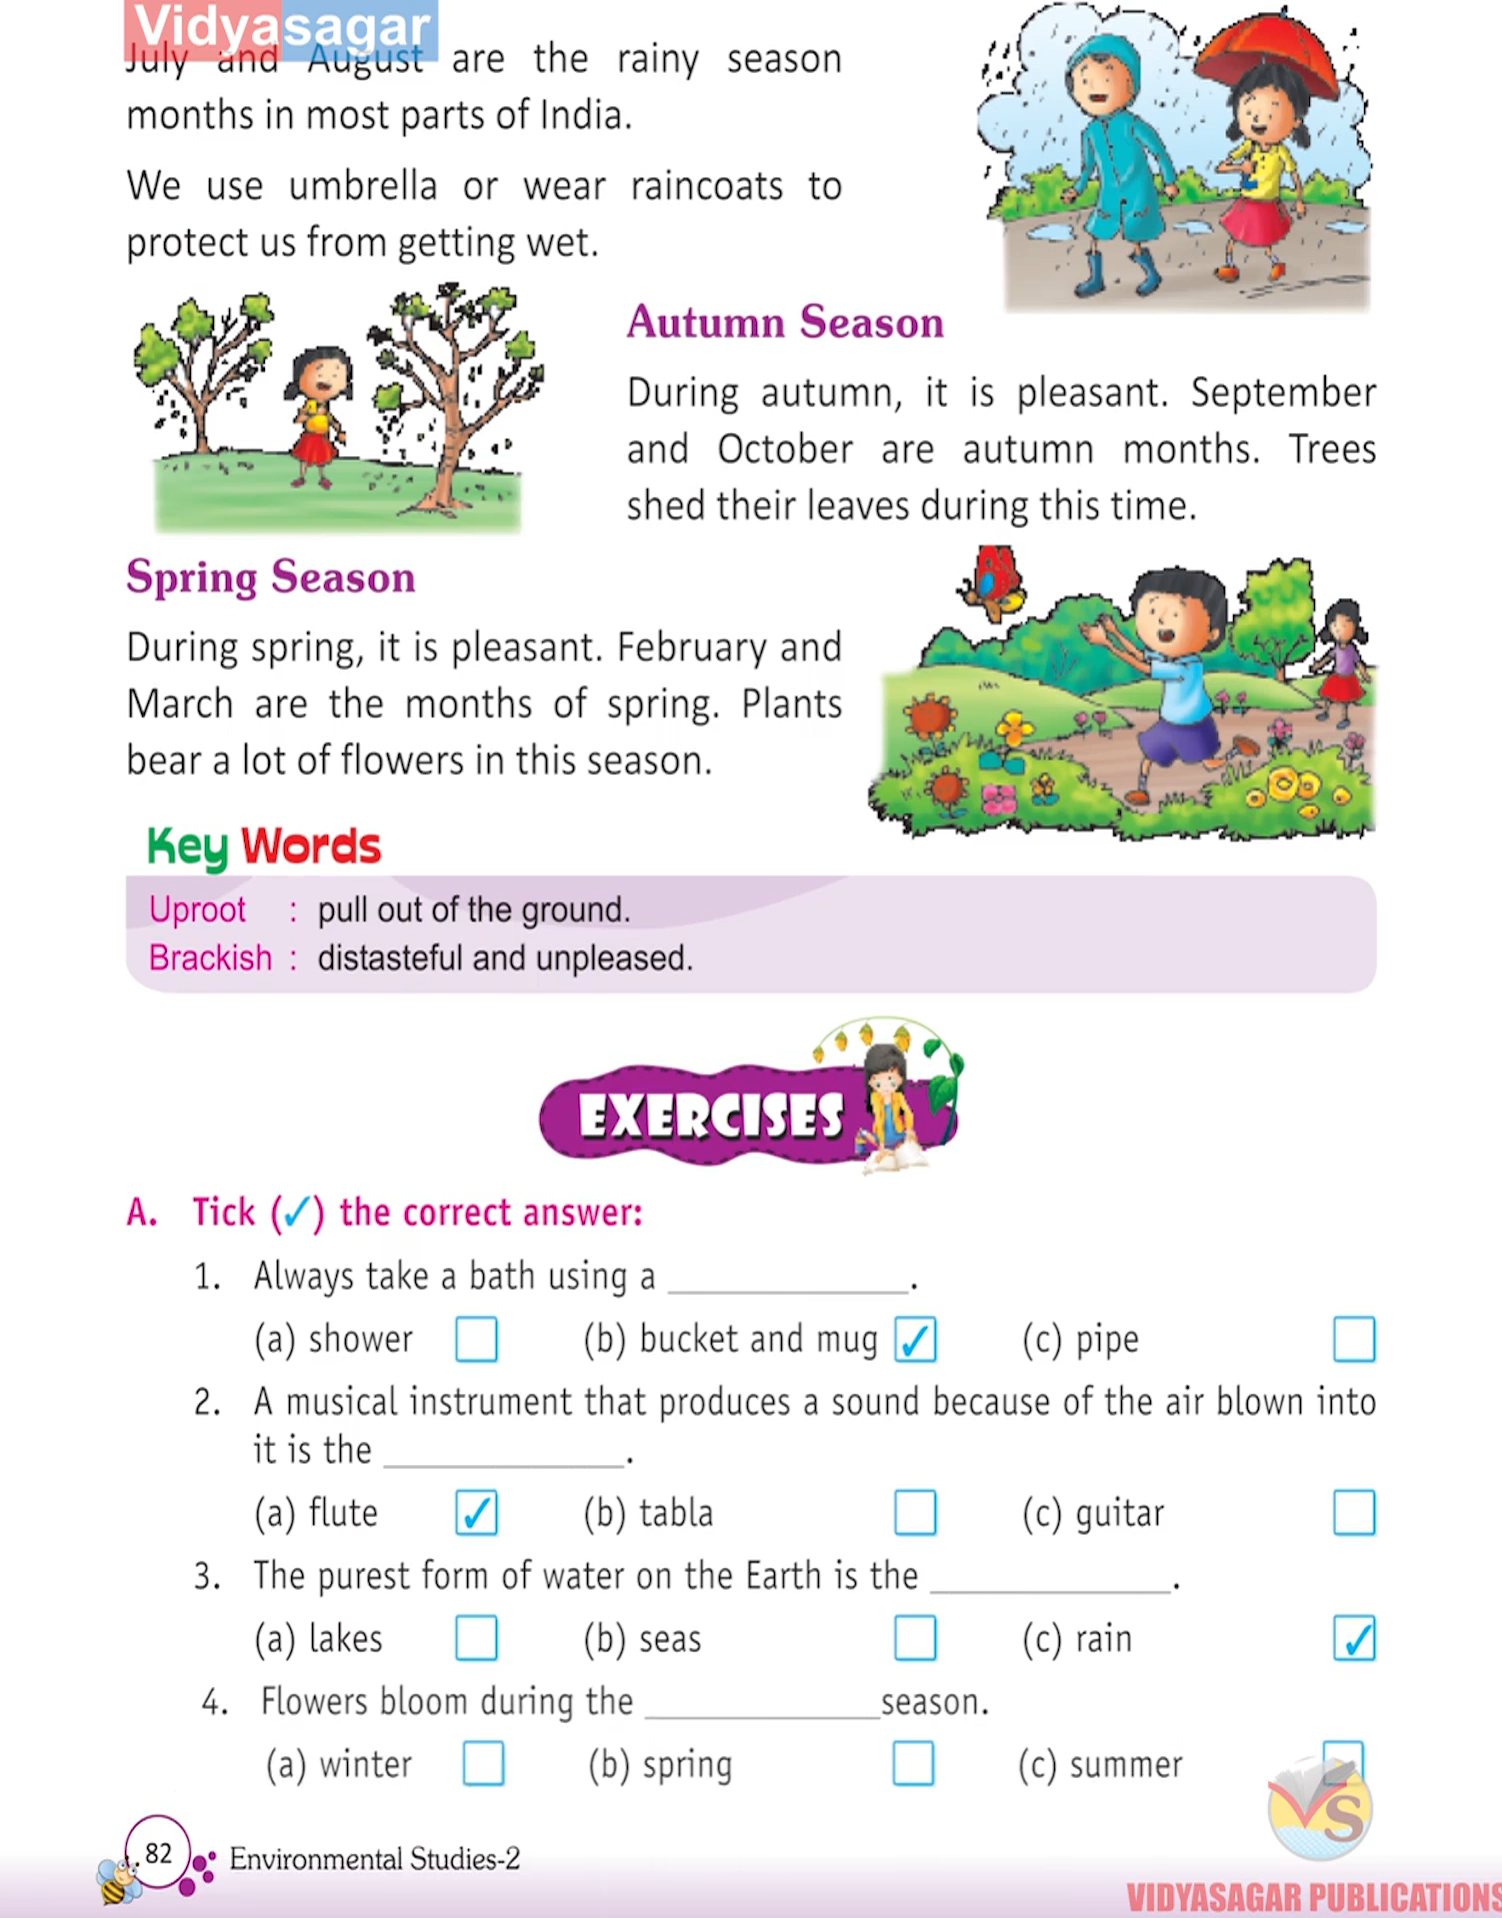 Vidyasagar
July and August are the rainy season
months in most parts of India.
We use umbrella or wear raincoats to
protect us from getting wet.
Autumn Season
During autumn, it is pleasant. September
and October are autumn months. Trees
shed their leaves during this time.
Spring Season
During spring, it is pleasant. February and
March are the months of spring. Plants
bear a lot of flowers in this season.
Key Words
Uproot : pull out of the ground.
Brackish : distasteful and unpleased.
EXERCISES
A. Tick (✓) the correct answer:
1. Always take a bath using a ____________.
(a) shower ☐ (b) bucket and mug ☑ (c) pipe ☐
2. A musical instrument that produces a sound because of the air blown into
it is the ____________.
(a) flute ☑ (b) tabla ☐ (c) guitar ☐
3. The purest form of water on the Earth is the ____________.
(a) lakes ☐ (b) seas ☐ (c) rain ☑
4. Flowers bloom during the ____________season.
(a) winter ☐ (b) spring ☐ (c) summer ☐
VS
82 Environmental Studies-2
VIDYASAGAR PUBLICATIONS